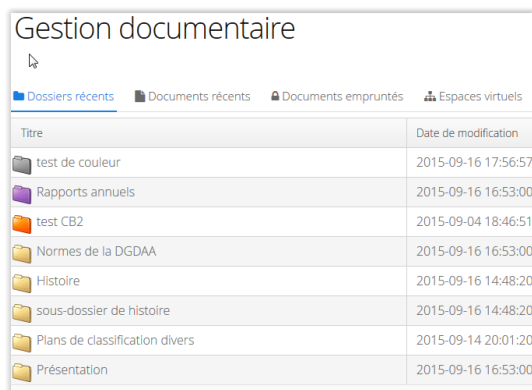 Gestion documentaire
Dossiers récents Documents récents Documents empruntés Espaces virtuels
Titre Date de modification
test de couleur 2015-09-16 17:56:57
Rapports annuels 2015-09-16 16:53:00
test CB2 2015-09-04 18:46:51
Normes de la DGDAA 2015-09-16 16:53:00
Histoire 2015-09-16 14:48:20
sous-dossier de histoire 2015-09-16 14:48:20
Plans de classification divers 2015-09-14 20:01:20
Présentation 2015-09-16 16:53:00